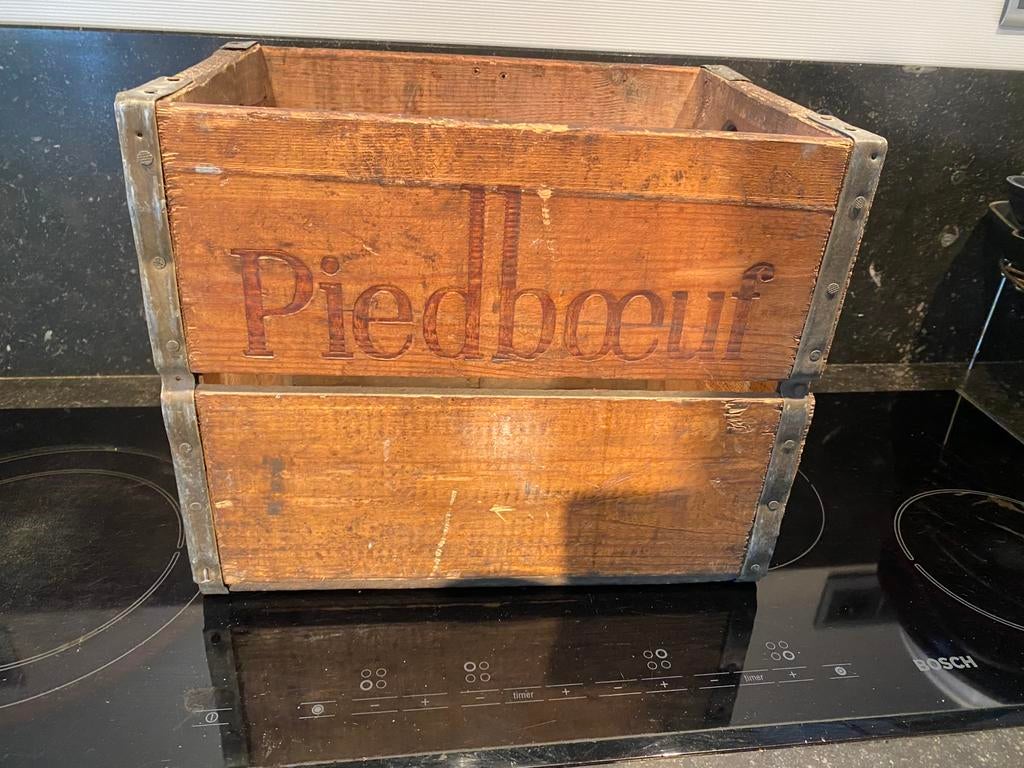 Piedbœuf
BOSCH
- + - timer + - + - timer +